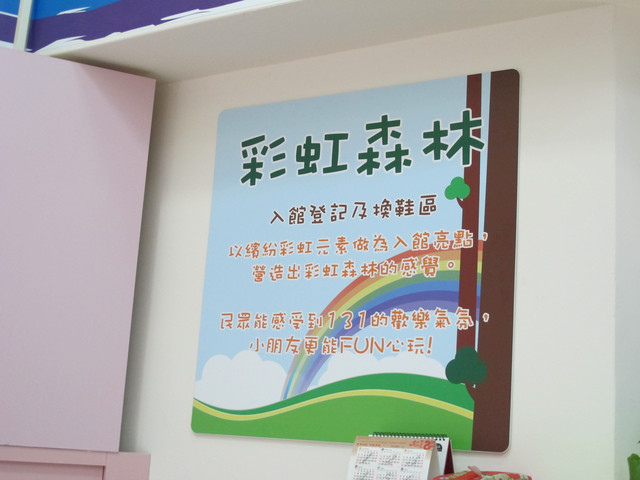 彩虹森林
入館登記及換鞋區
以繽紛彩虹元素做為入館亮點，
營造出彩虹森林的感覺。
民眾能感受到131的歡樂氣氛，
小朋友更能FUN心玩!